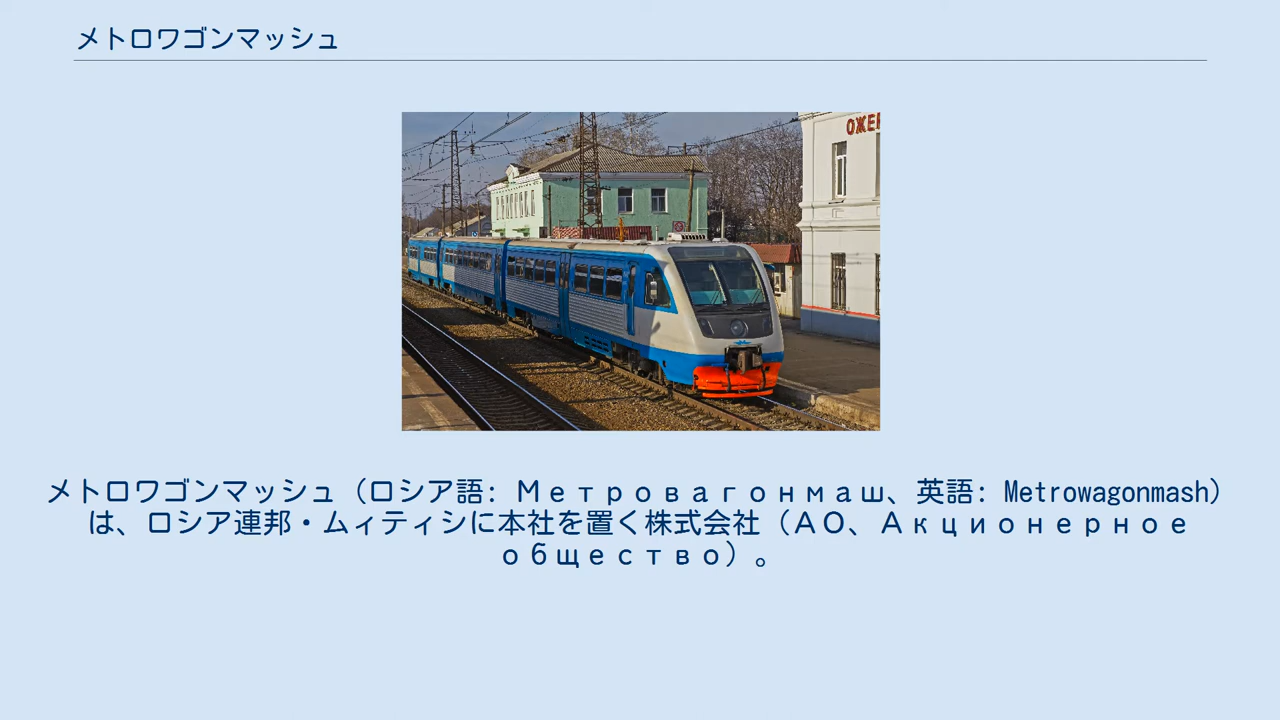 メトロワゴンマッシュ
ОЖЕР
メトロワゴンマッシュ（ロシア語: Метровагонмаш、英語: Metrowagonmash）
は、ロシア連邦・ムィティシに本社を置く株式会社（АО、Акционерное
общество）。